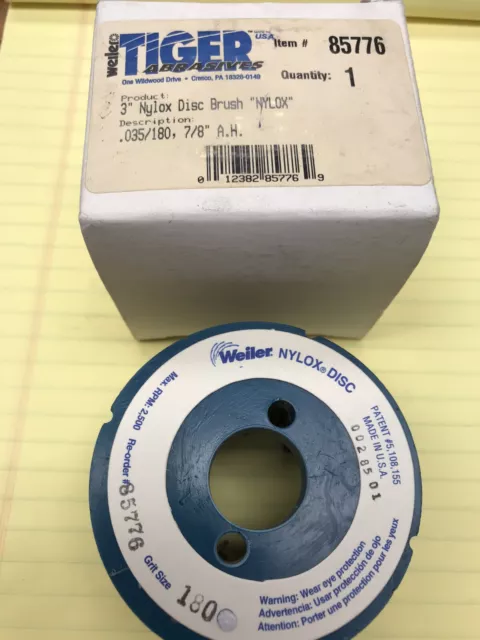 weiler
TIGER
ABRASIVES
USA
One Wildwood Drive • Cresco, PA 18326-0149
Item # 85776
Quantity: 1
Product:
3" Nylox Disc Brush "NYLOX"
Description:
.035/180, 7/8" A.H.
0 12382 85776 9
Weiler® NYLOX® DISC
PATENT #5,108,155
MADE IN U.S.A.
002 85 01
Max. RPM: 2,500 Re-order # 85776 Grit Size 180
Warning: Wear eye protection
Advertencia: Usar protección de ojo
Attention: Porter une protection pour les yeux